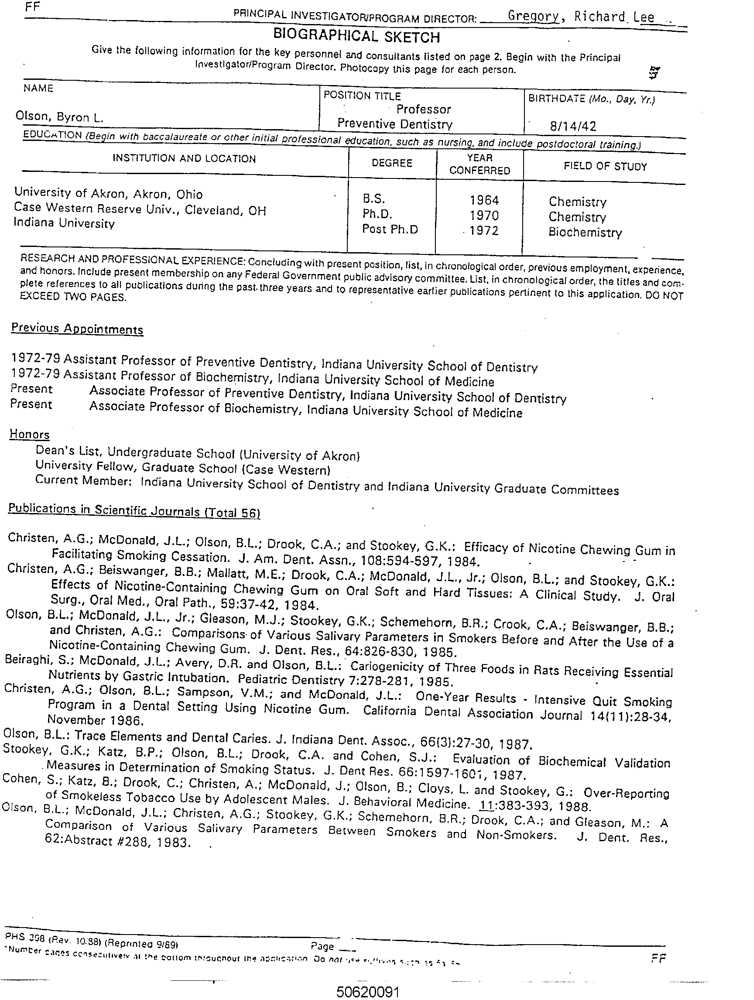 FF
PRINCIPAL INVESTIGATOR/PROGRAM DIRECTOR: Gregory, Richard Lee
BIOGRAPHICAL SKETCH
Give the following information for the key personnel and consultants listed on page 2. Begin with the Principal
Investigator/Program Director. Photocopy this page for each person.
NAME
POSITION TITLE
BIRTHDATE (Mo., Day, Yr.)
Olson, Byron L.
Professor
Preventive Dentistry
8/14/42
EDUCATION (Begin with baccalaureate or other initial professional education, such as nursing, and include postdoctoral training.)
INSTITUTION AND LOCATION
DEGREE
YEAR
CONFERRED
FIELD OF STUDY
University of Akron, Akron, Ohio B.S. 1964 Chemistry
Case Western Reserve Univ., Cleveland, OH Ph.D. 1970 Chemistry
Indiana University Post Ph.D 1972 Biochemistry
RESEARCH AND PROFESSIONAL EXPERIENCE: Concluding with present position, list, in chronological order, previous employment, experience,
and honors. Include present membership on any Federal Government public advisory committee. List, in chronological order, the titles and com-
plete references to all publications during the past three years and to representative earlier publications pertinent to this application. DO NOT
EXCEED TWO PAGES.
Previous Appointments
1972-79 Assistant Professor of Preventive Dentistry, Indiana University School of Dentistry
1972-79 Assistant Professor of Biochemistry, Indiana University School of Medicine
Present Associate Professor of Preventive Dentistry, Indiana University School of Dentistry
Present Associate Professor of Biochemistry, Indiana University School of Medicine
Honors
Dean's List, Undergraduate School (University of Akron)
University Fellow, Graduate School (Case Western)
Current Member: Indiana University School of Dentistry and Indiana University Graduate Committees
Publications in Scientific Journals (Total 56)
Christen, A.G.; McDonald, J.L.; Olson, B.L.; Drook, C.A.; and Stookey, G.K.: Efficacy of Nicotine Chewing Gum in
Facilitating Smoking Cessation. J. Am. Dent. Assn., 108:594-597, 1984.
Christen, A.G.; Beiswanger, B.B.; Mallatt, M.E.; Drook, C.A.; McDonald, J.L., Jr.; Olson, B.L.; and Stookey, G.K.:
Effects of Nicotine-Containing Chewing Gum on Oral Soft and Hard Tissues: A Clinical Study. J. Oral
Surg., Oral Med., Oral Path., 59:37-42, 1984.
Olson, B.L.; McDonald, J.L., Jr.; Gleason, M.J.; Stookey, G.K.; Schemehorn, B.R.; Crook, C.A.; Beiswanger, B.B.;
and Christen, A.G.: Comparisons of Various Salivary Parameters in Smokers Before and After the Use of a
Nicotine-Containing Chewing Gum. J. Dent. Res., 64:826-830, 1985.
Beiraghi, S.; McDonald, J.L.; Avery, D.R. and Olson, B.L.: Cariogenicity of Three Foods in Rats Receiving Essential
Nutrients by Gastric Intubation. Pediatric Dentistry 7:278-281, 1985.
Christen, A.G.; Olson, B.L.; Sampson, V.M.; and McDonald, J.L.: One-Year Results - Intensive Quit Smoking
Program in a Dental Setting Using Nicotine Gum. California Dental Association Journal 14(11):28-34,
November 1986.
Olson, B.L.: Trace Elements and Dental Caries. J. Indiana Dent. Assoc., 66(3):27-30, 1987.
Stookey, G.K.; Katz, B.P.; Olson, B.L.; Drook, C.A. and Cohen, S.J.: Evaluation of Biochemical Validation
Measures in Determination of Smoking Status. J. Dent Res. 66:1597-1601, 1987.
Cohen, S.; Katz, B.; Drook, C.; Christen, A.; McDonald, J.; Olson, B.; Cloys, L. and Stookey, G.: Over-Reporting
of Smokeless Tobacco Use by Adolescent Males. J. Behavioral Medicine. 11:383-393, 1988.
Olson, B.L.; McDonald, J.L.; Christen, A.G.; Stookey, G.K.; Schemehorn, B.R.; Drook, C.A.; and Gleason, M.: A
Comparison of Various Salivary Parameters Between Smokers and Non-Smokers. J. Dent. Res.,
62:Abstract #288, 1983.
PHS 398 (Rev. 10.88) (Reprinted 9/89) Page
*Number pages consecutively at the bottom throughout the application. Do not use suffixes such as
FF
50620091